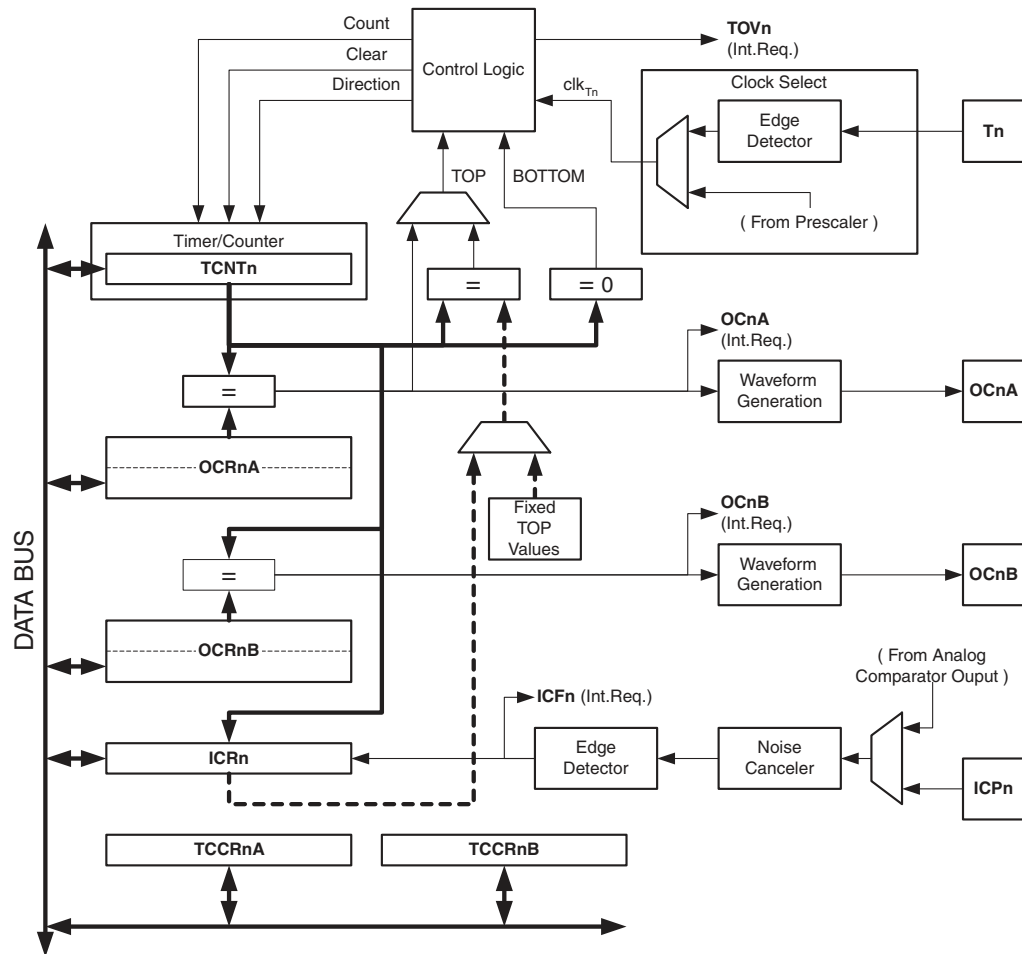 Count
TOVn
(Int.Req.)
Clear
Control Logic
Direction
clkTn
Clock Select
Edge
Detector
Tn
TOP
BOTTOM
( From Prescaler )
Timer/Counter
TCNTn
=
= 0
OCnA
(Int.Req.)
=
Waveform
Generation
OCnA
OCRnA
Fixed
TOP
Values
OCnB
(Int.Req.)
=
Waveform
Generation
OCnB
DATA BUS
OCRnB
( From Analog
Comparator Ouput )
ICFn (Int.Req.)
ICRn
Edge
Detector
Noise
Canceler
ICPn
TCCRnA
TCCRnB